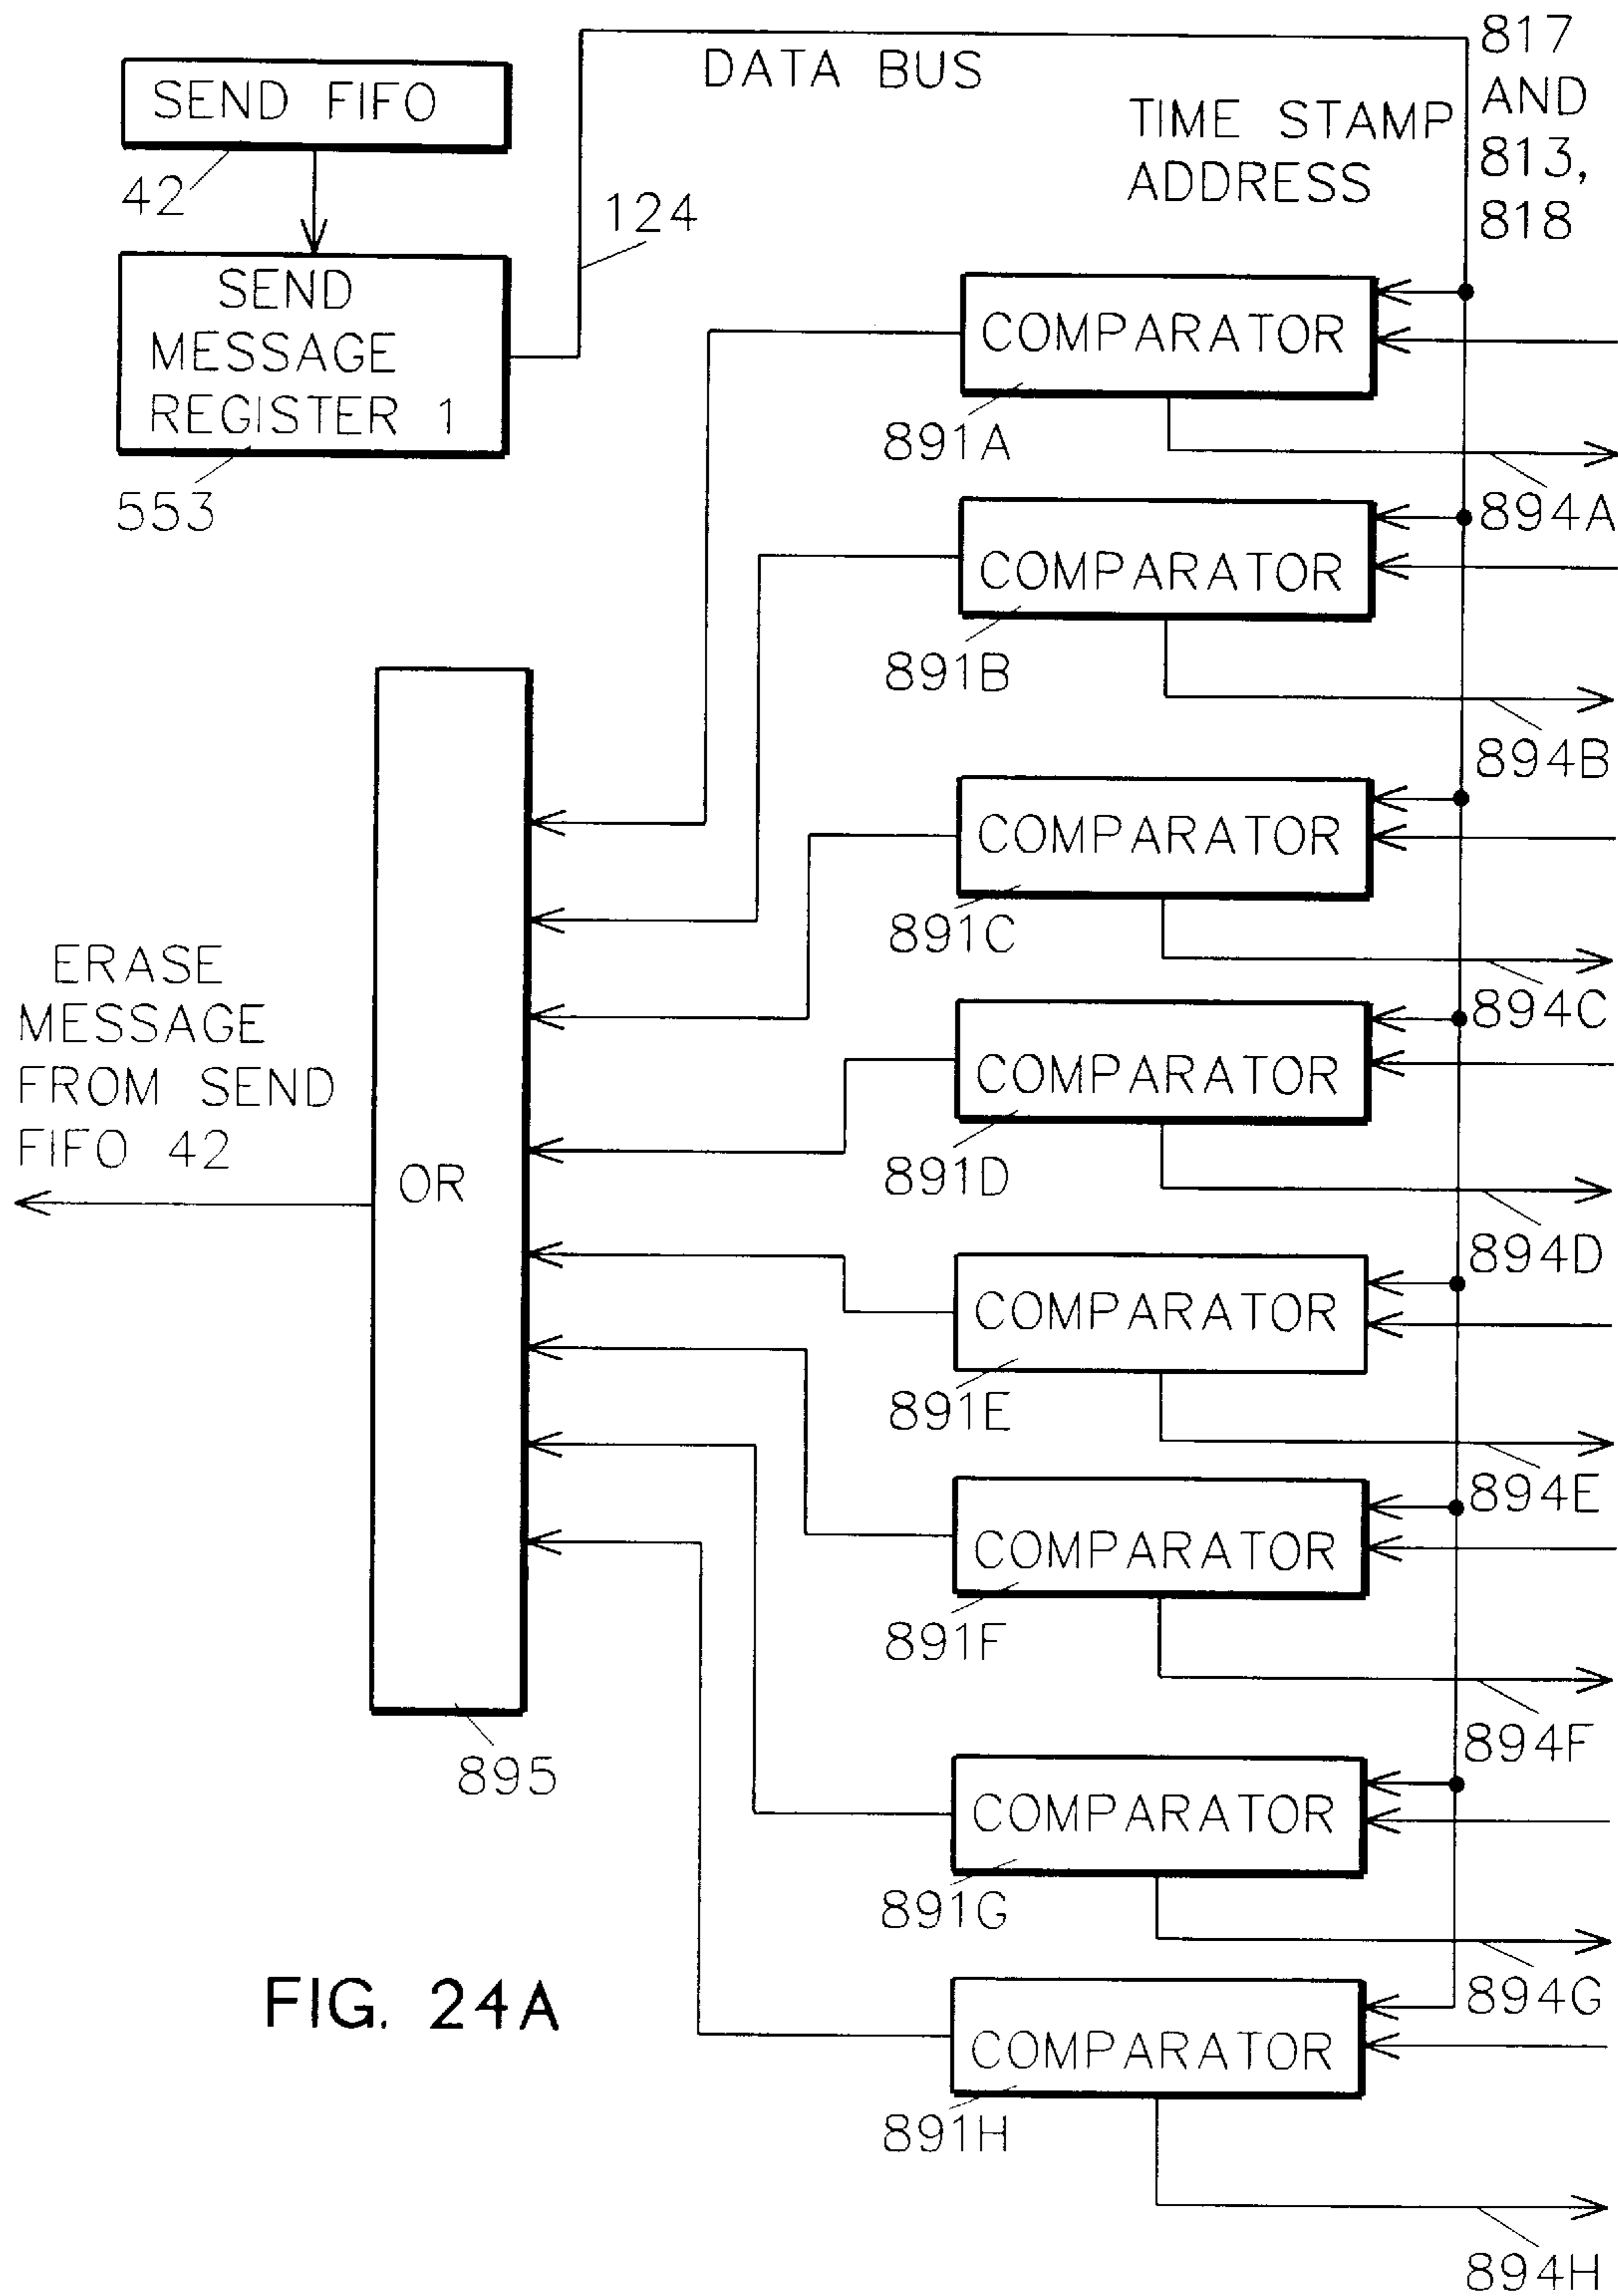 SEND FIFO
42
SEND
MESSAGE
REGISTER 1
553
124
DATA BUS
TIME STAMP
ADDRESS
817
AND
813,
818
COMPARATOR
891A
894A
COMPARATOR
891B
894B
COMPARATOR
891C
894C
COMPARATOR
891D
894D
COMPARATOR
891E
894E
COMPARATOR
891F
894F
COMPARATOR
891G
894G
COMPARATOR
891H
894H
OR
895
ERASE
MESSAGE
FROM SEND
FIFO 42
FIG. 24A